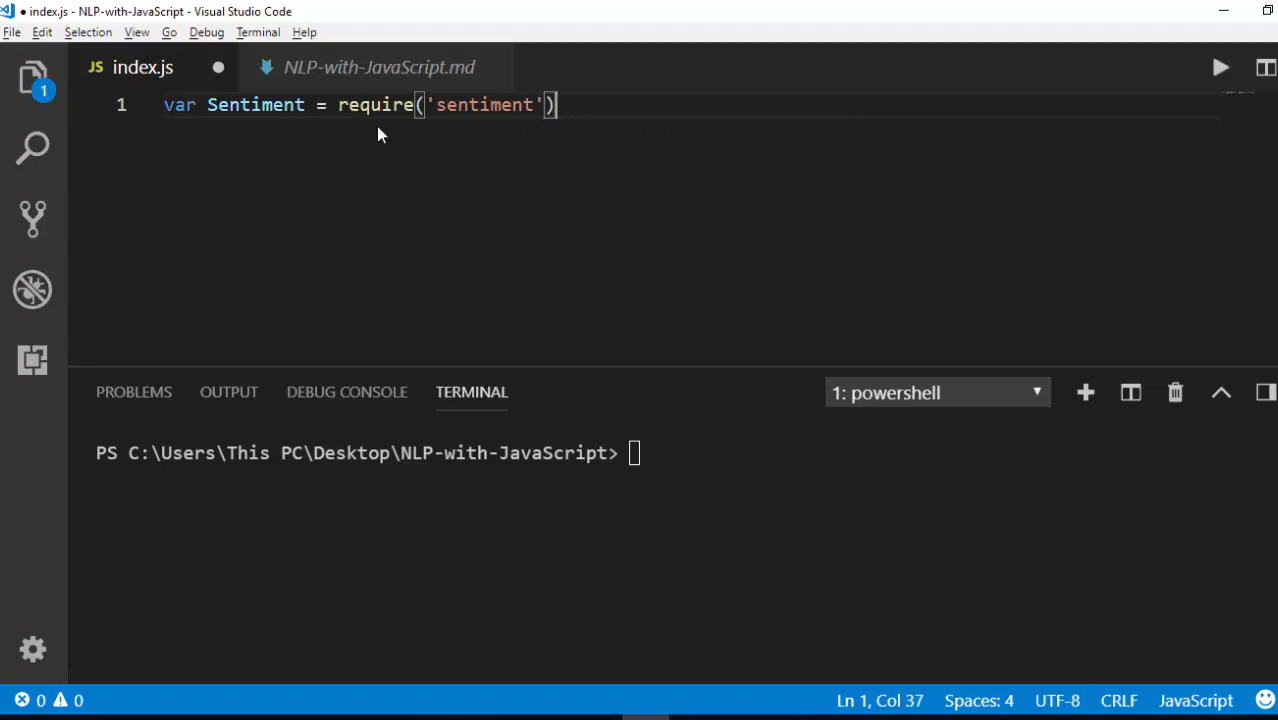 ● index.js - NLP-with-JavaScript - Visual Studio Code
File Edit Selection View Go Debug Terminal Help
JS index.js ● NLP-with-JavaScript.md
1
1 var Sentiment = require('sentiment')
PROBLEMS OUTPUT DEBUG CONSOLE TERMINAL 1: powershell
PS C:\Users\This PC\Desktop\NLP-with-JavaScript>
0 0 Ln 1, Col 37 Spaces: 4 UTF-8 CRLF JavaScript